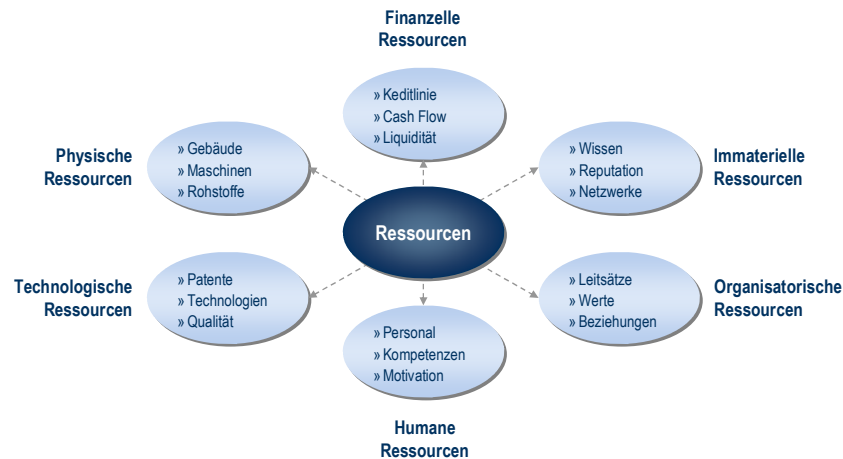 Finanzelle
Ressourcen
» Keditlinie
» Cash Flow
» Liquidität
Physische
Ressourcen
» Gebäude
» Maschinen
» Rohstoffe
» Wissen
» Reputation
» Netzwerke
Immaterielle
Ressourcen
Ressourcen
Technologische
Ressourcen
» Patente
» Technologien
» Qualität
» Leitsätze
» Werte
» Beziehungen
Organisatorische
Ressourcen
» Personal
» Kompetenzen
» Motivation
Humane
Ressourcen